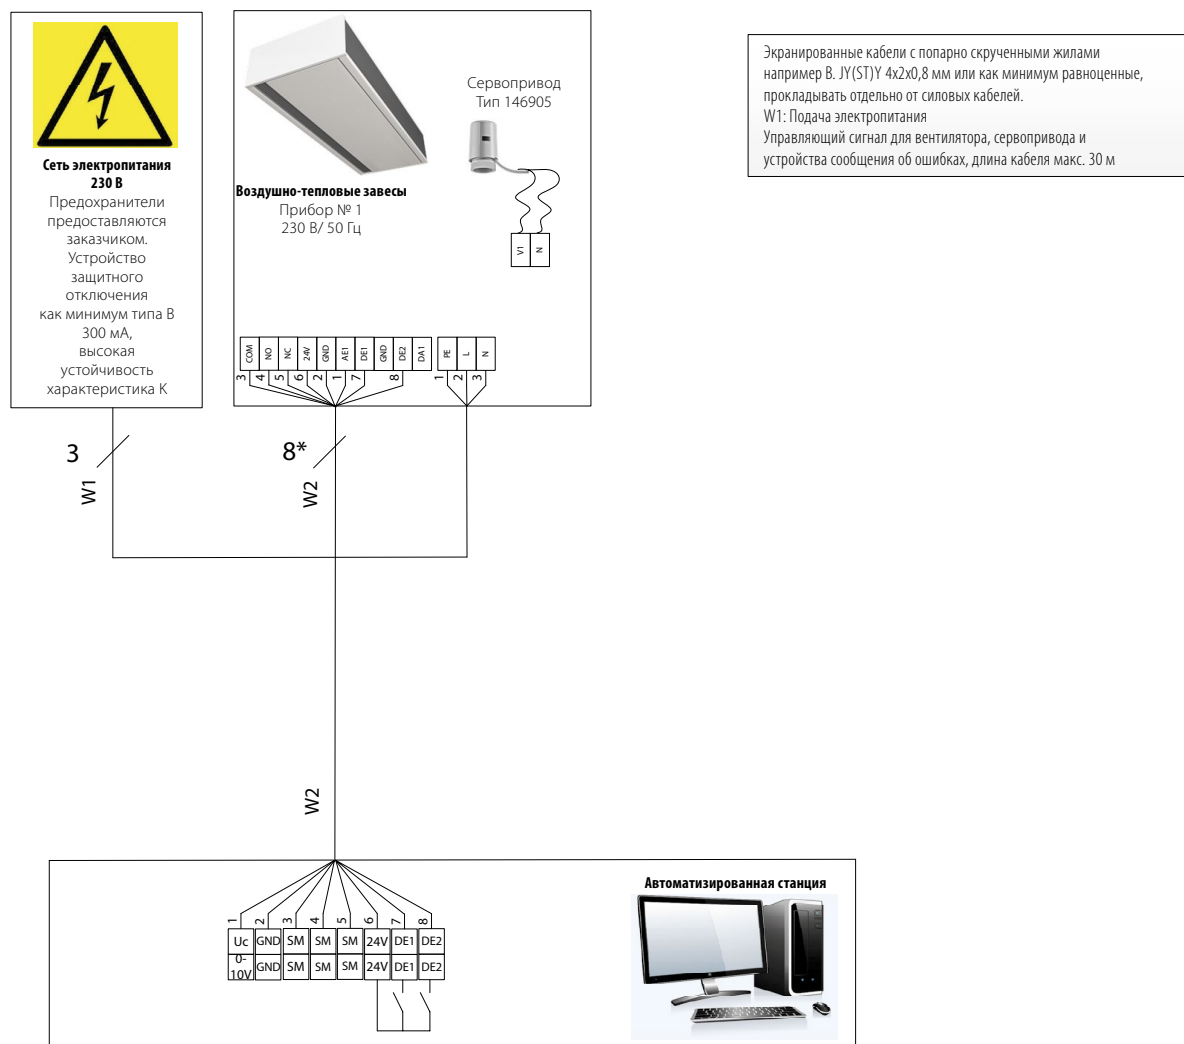 Сеть электропитания
230 В
Предохранители
предоставляются
заказчиком.
Устройство
защитного
отключения
как минимум типа В
300 мА,
высокая
устойчивость
характеристика К
Воздушно-тепловые завесы
Прибор № 1
230 В/ 50 Гц
Сервопривод
Тип 146905
V1 N
COM NO NC 24V GND AE1 DE1 GND DE2 DA1
3 4 5 6 2 1 7 8
PE L N
1 2 3
Экранированные кабели с попарно скрученными жилами
например В. JY(ST)Y 4x2x0,8 мм или как минимум равноценные,
прокладывать отдельно от силовых кабелей.
W1: Подача электропитания
Управляющий сигнал для вентилятора, сервопривода и
устройства сообщения об ошибках, длина кабеля макс. 30 м
3
W1
8*
W2
W2
1 2 3 4 5 6 7 8
Uc GND SM SM SM 24V DE1 DE2
0-
10V GND SM SM SM 24V DE1 DE2
Автоматизированная станция